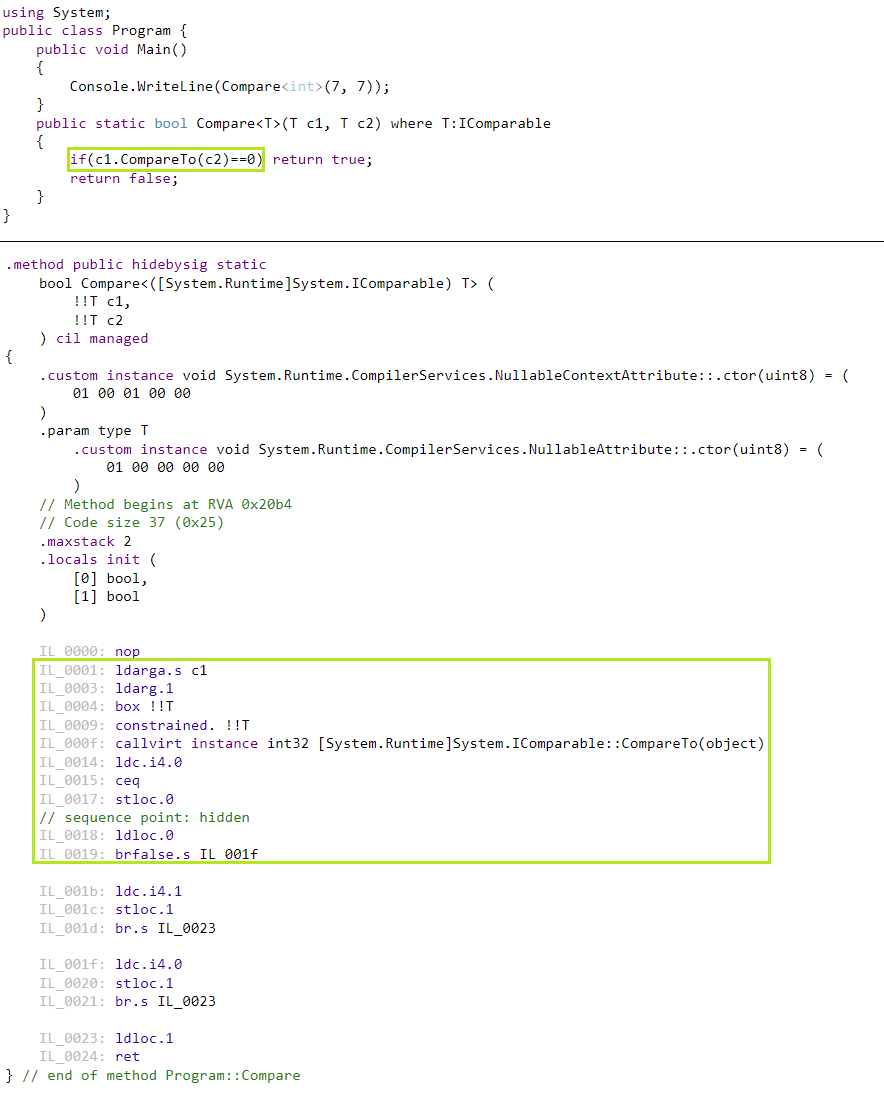 using System;
public class Program {
    public void Main()
    {
        Console.WriteLine(Compare<int>(7, 7));
    }
    public static bool Compare<T>(T c1, T c2) where T:IComparable
    {
        if(c1.CompareTo(c2)==0) return true;
        return false;
    }
}
.method public hidebysig static
    bool Compare<([System.Runtime]System.IComparable) T> (
        !!T c1,
        !!T c2
    ) cil managed
{
    .custom instance void System.Runtime.CompilerServices.NullableContextAttribute::.ctor(uint8) = (
        01 00 01 00 00
    )
    .param type T
        .custom instance void System.Runtime.CompilerServices.NullableAttribute::.ctor(uint8) = (
            01 00 00 00 00
        )
    // Method begins at RVA 0x20b4
    // Code size 37 (0x25)
    .maxstack 2
    .locals init (
        [0] bool,
        [1] bool
    )
    IL_0000: nop
    IL_0001: ldarga.s c1
    IL_0003: ldarg.1
    IL_0004: box !!T
    IL_0009: constrained. !!T
    IL_000f: callvirt instance int32 [System.Runtime]System.IComparable::CompareTo(object)
    IL_0014: ldc.i4.0
    IL_0015: ceq
    IL_0017: stloc.0
    // sequence point: hidden
    IL_0018: ldloc.0
    IL_0019: brfalse.s IL_001f
    IL_001b: ldc.i4.1
    IL_001c: stloc.1
    IL_001d: br.s IL_0023
    IL_001f: ldc.i4.0
    IL_0020: stloc.1
    IL_0021: br.s IL_0023
    IL_0023: ldloc.1
    IL_0024: ret
} // end of method Program::Compare